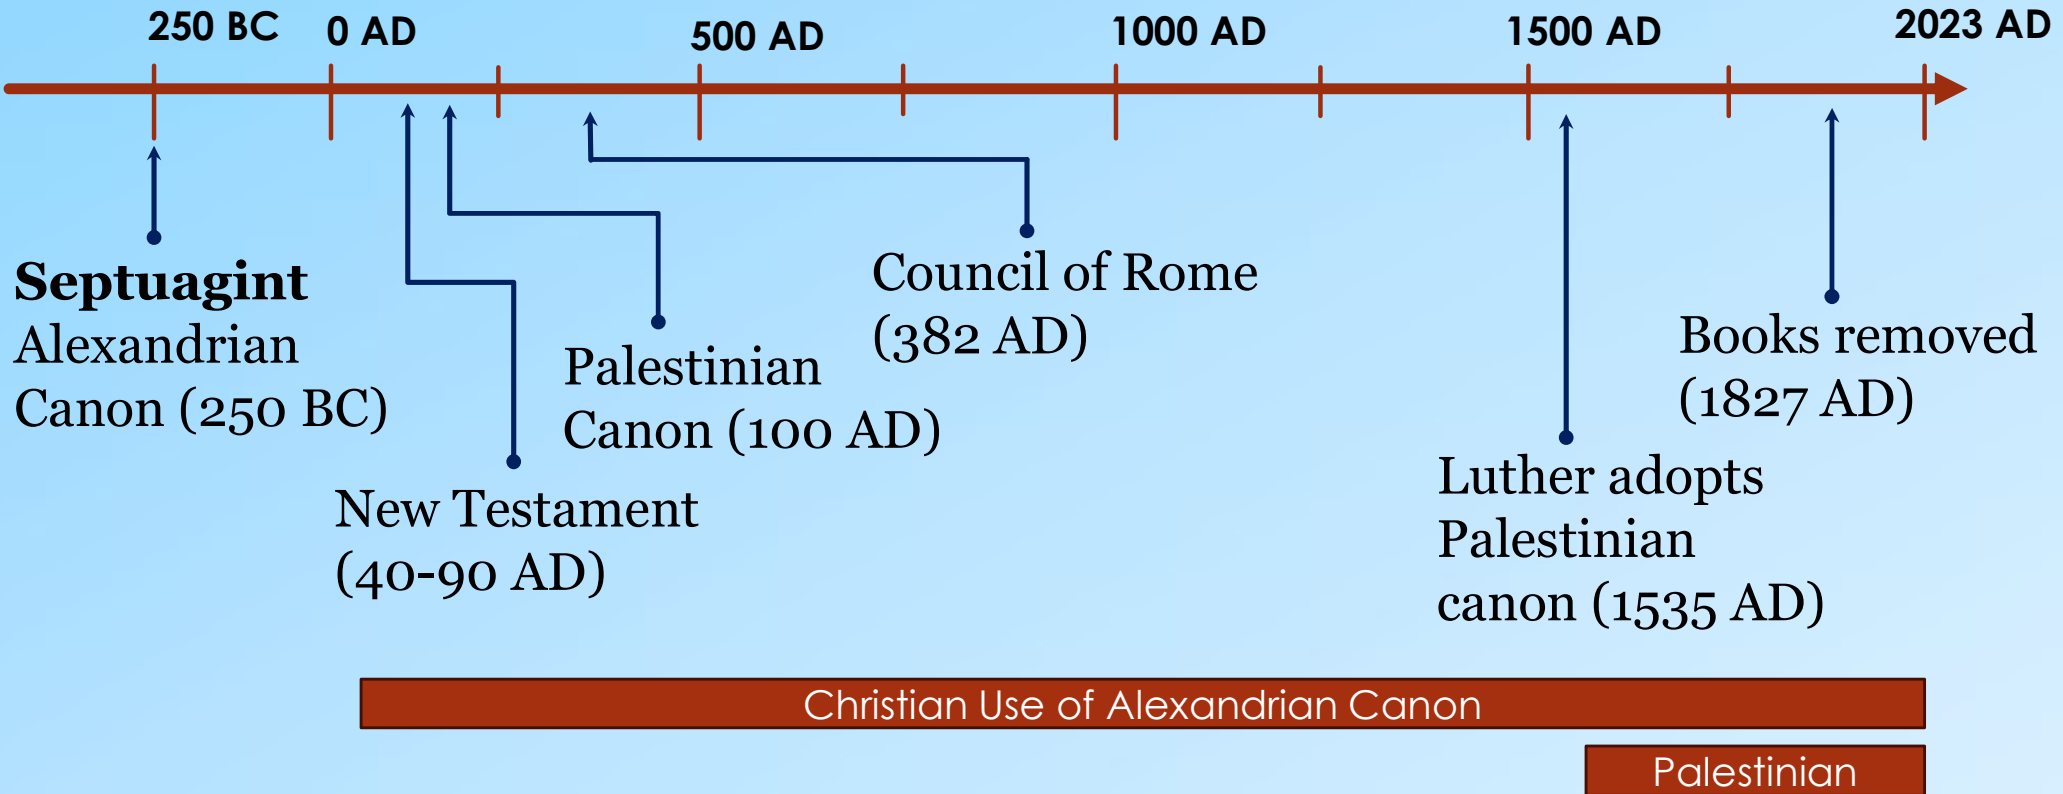 250 BC
0 AD
500 AD
1000 AD
1500 AD
2023 AD
Septuagint
Alexandrian
Canon (250 BC)
New Testament
(40-90 AD)
Palestinian
Canon (100 AD)
Council of Rome
(382 AD)
Luther adopts
Palestinian
canon (1535 AD)
Books removed
(1827 AD)
Christian Use of Alexandrian Canon
Palestinian